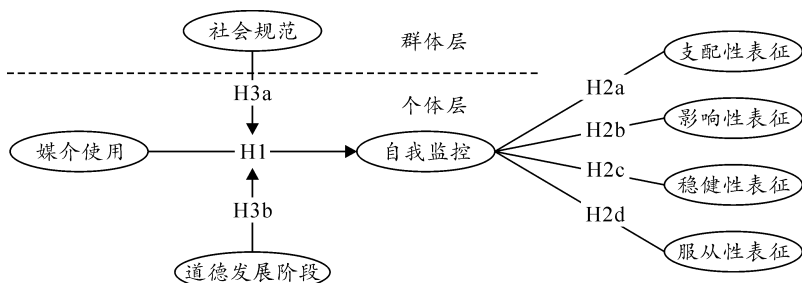 社会规范
群体层
支配性表征
H3a
个体层
H2a
影响性表征
H2b
媒介使用
H1
自我监控
H2c
稳健性表征
H3b
H2d
道德发展阶段
服从性表征